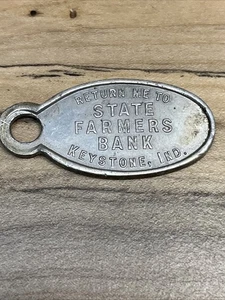 RETURN ME TO
STATE
FARMERS
BANK
KEYSTONE, IND.